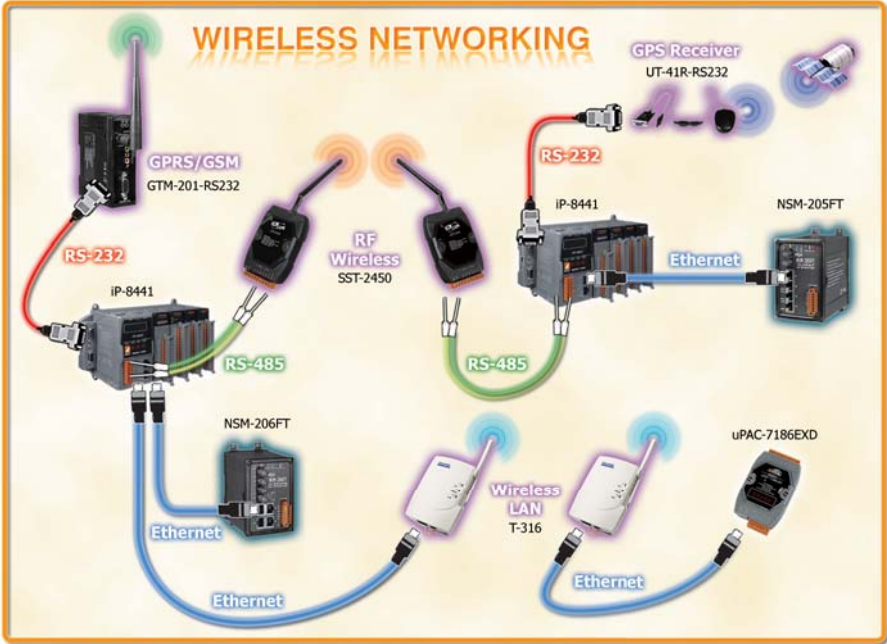 WIRELESS NETWORKING
GPS Receiver
UT-41R-RS232
GPRS/GSM
GTM-201-RS232
RS-232
iP-8441
NSM-205FT
RF
Wireless
SST-2450
Ethernet
RS-232
iP-8441
RS-485
RS-485
NSM-206FT
uPAC-7186EXD
Wireless
LAN
T-316
Ethernet
Ethernet
Ethernet